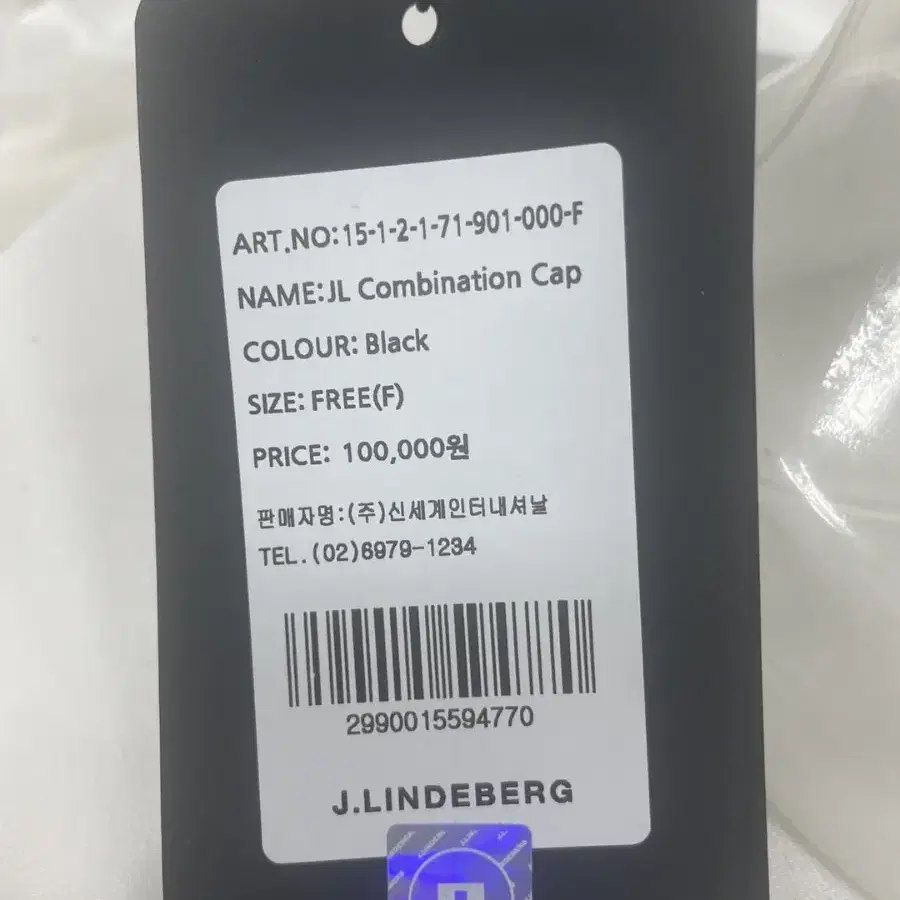 ART.NO:15-1-2-1-71-901-000-F
NAME:JL Combination Cap
COLOUR: Black
SIZE: FREE(F)
PRICE: 100,000원
판매자명:(주)신세계인터내셔날
TEL.(02)6979-1234
2990015594770
J.LINDEBERG